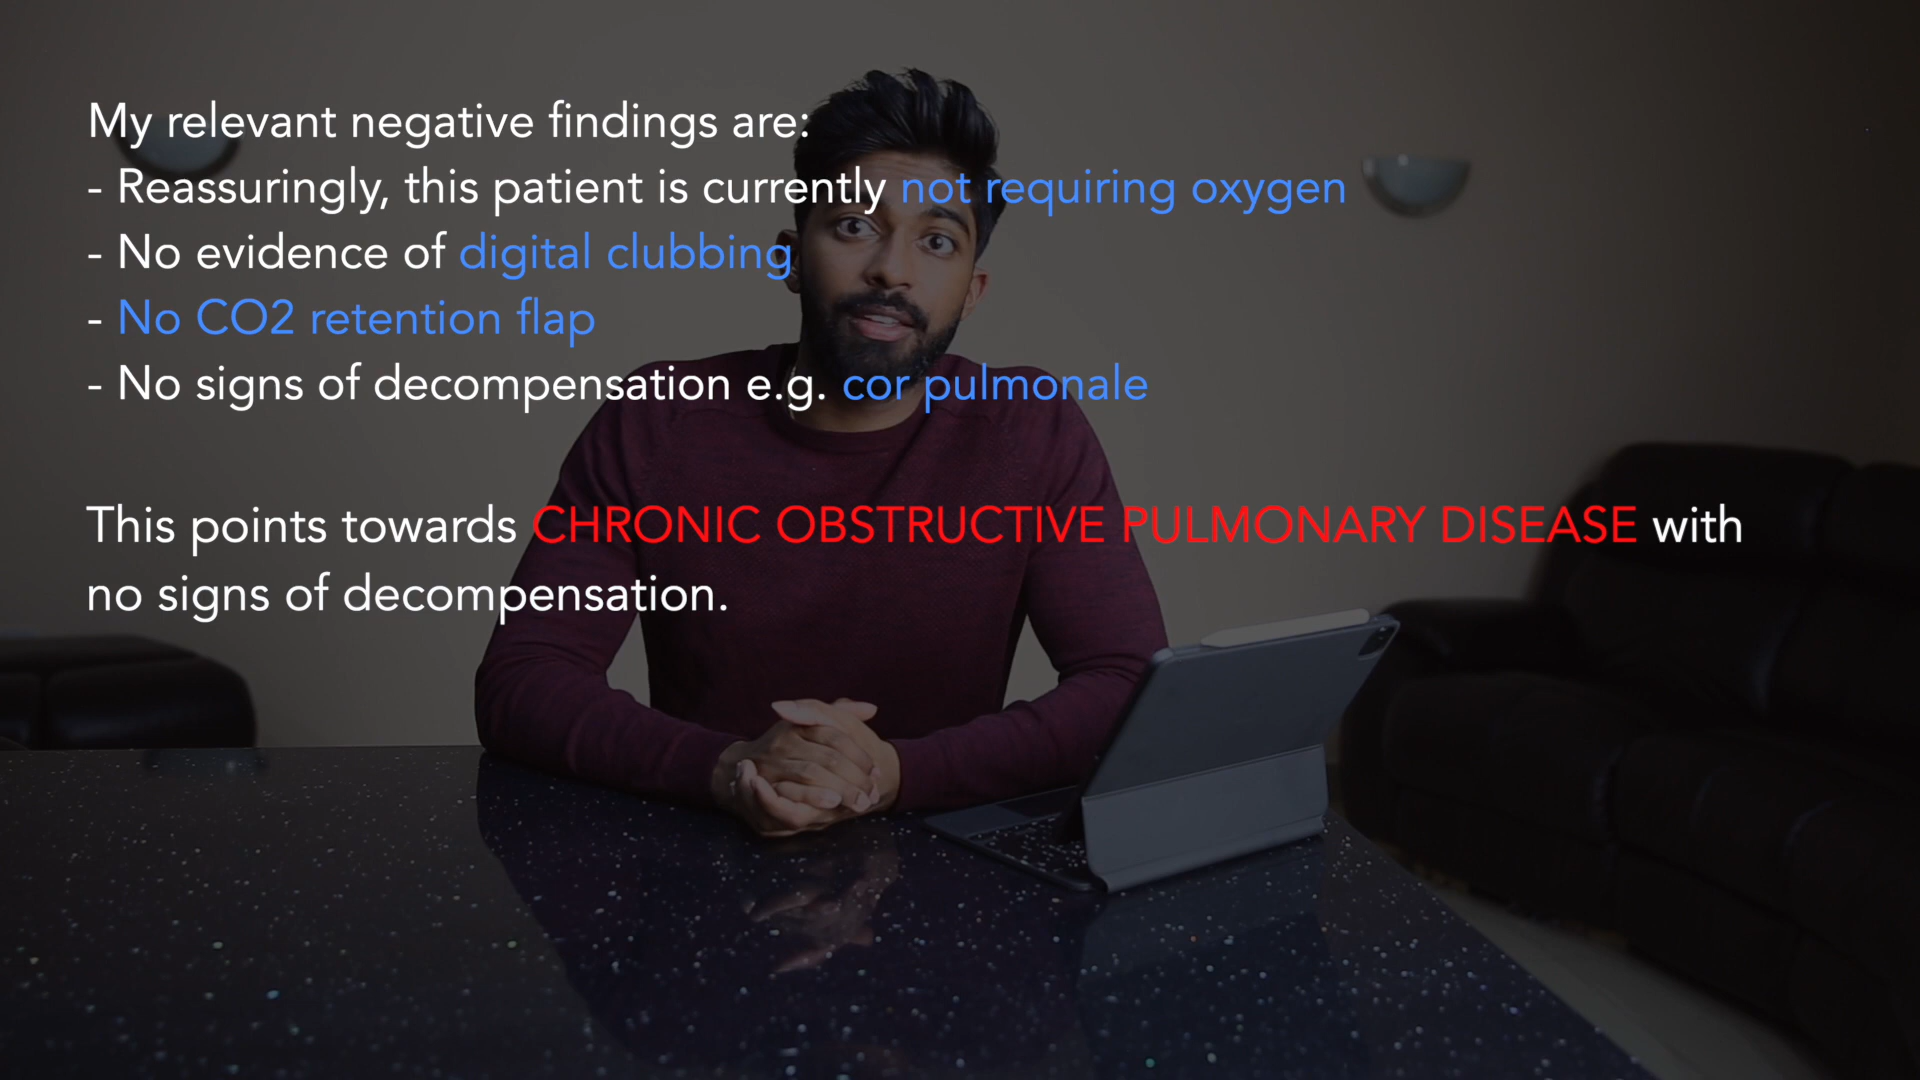 My relevant negative findings are:
- Reassuringly, this patient is currently not requiring oxygen
- No evidence of digital clubbing
- No CO2 retention flap
- No signs of decompensation e.g. cor pulmonale
This points towards CHRONIC OBSTRUCTIVE PULMONARY DISEASE with
no signs of decompensation.